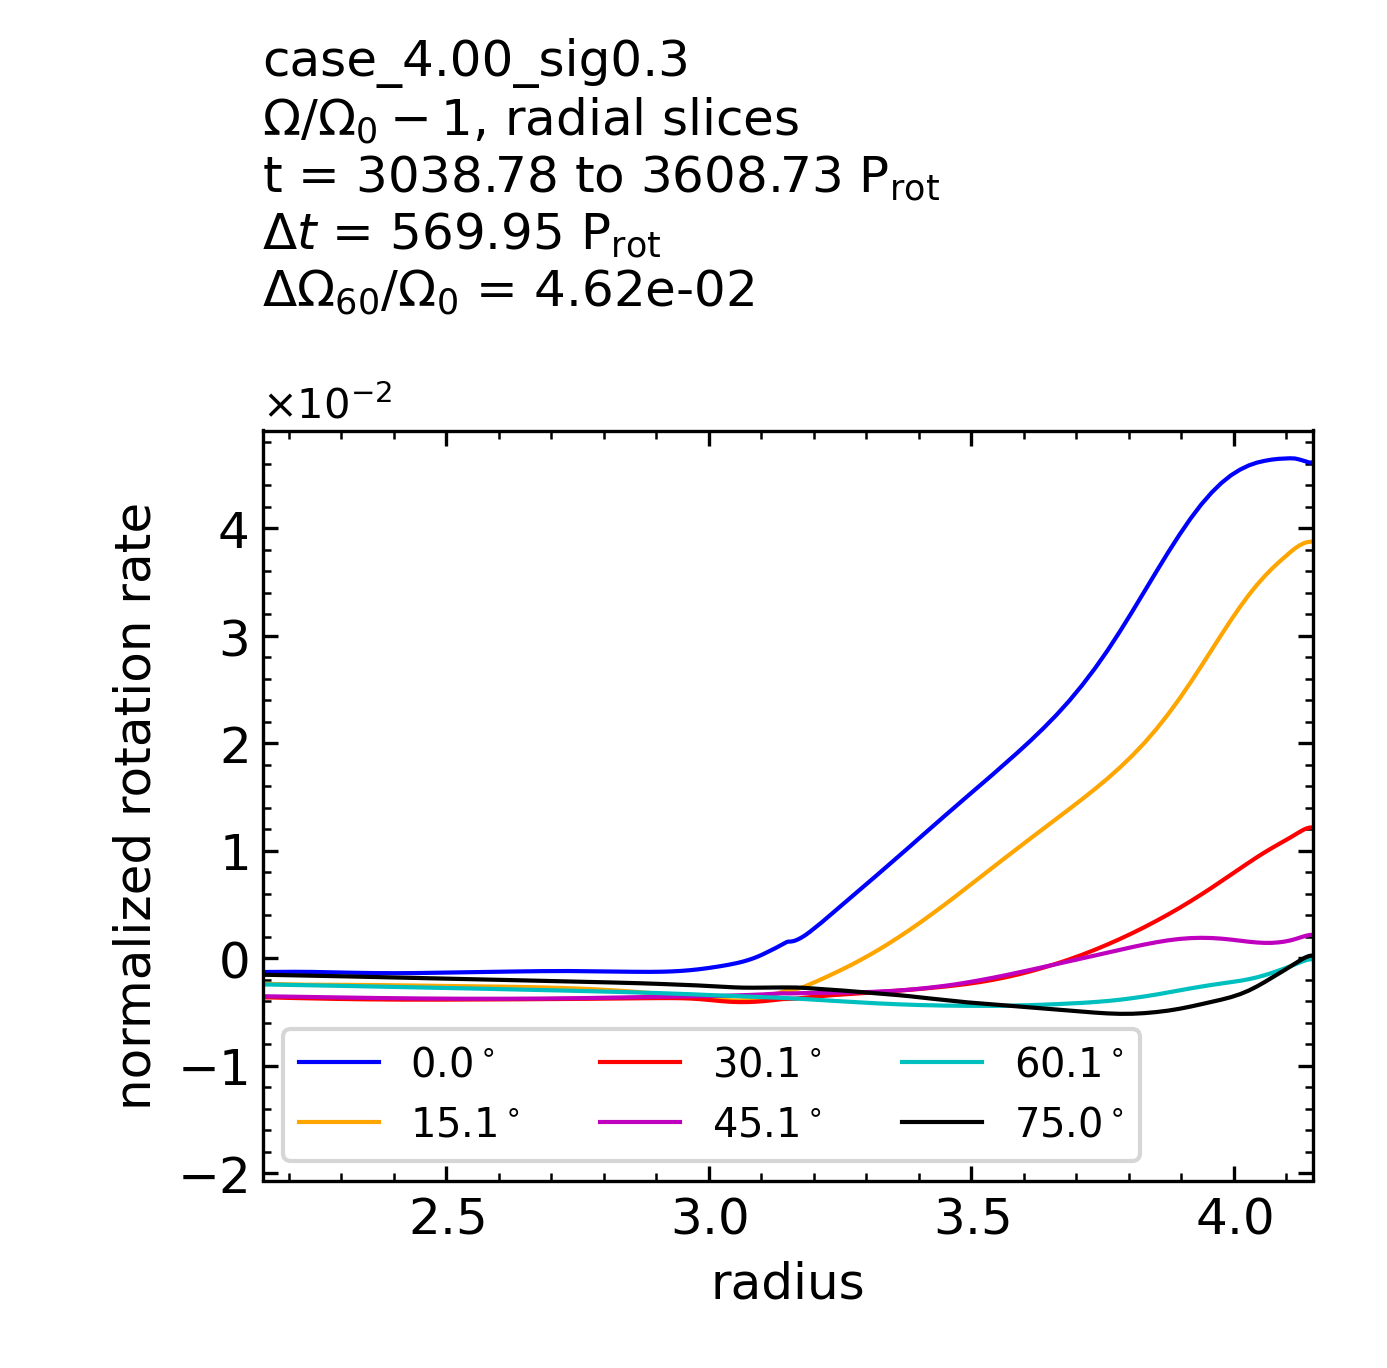 case_4.00_sig0.3
Ω/Ω₀ − 1, radial slices
t = 3038.78 to 3608.73 P_rot
Δt = 569.95 P_rot
ΔΩ₆₀/Ω₀ = 4.62e-02
×10⁻²
normalized rotation rate
4
3
2
1
0
−1
−2
0.0°
30.1°
60.1°
15.1°
45.1°
75.0°
2.5
3.0
3.5
4.0
radius